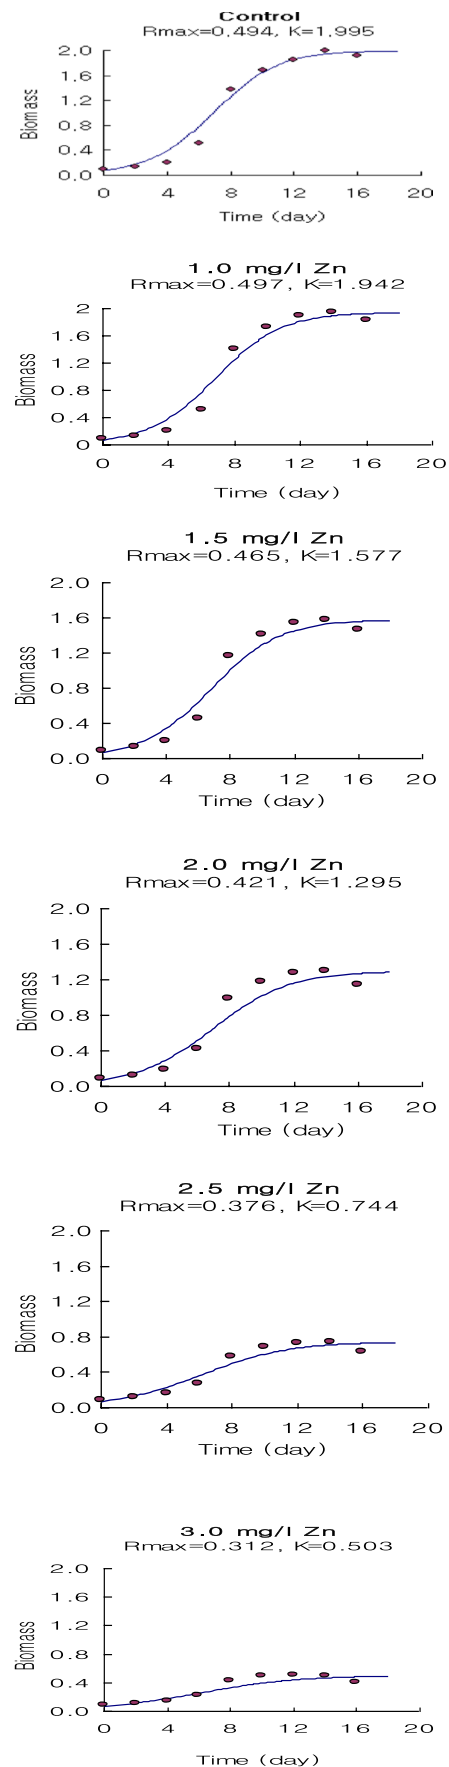 Control
Rmax=0.494, K=1.995
2.0
1.6
1.2
0.8
0.4
0.0
Biomass
0 4 8 12 16 20
Time (day)
1.0 mg/l Zn
Rmax=0.497, K=1.942
2
1.6
1.2
0.8
0.4
0
Biomass
0 4 8 12 16 20
Time (day)
1.5 mg/l Zn
Rmax=0.465, K=1.577
2.0
1.6
1.2
0.8
0.4
0.0
Biomass
0 4 8 12 16 20
Time (day)
2.0 mg/l Zn
Rmax=0.421, K=1.295
2.0
1.6
1.2
0.8
0.4
0.0
Biomass
0 4 8 12 16 20
Time (day)
2.5 mg/l Zn
Rmax=0.376, K=0.744
2.0
1.6
1.2
0.8
0.4
0.0
Biomass
0 4 8 12 16 20
Time (day)
3.0 mg/l Zn
Rmax=0.312, K=0.503
2.0
1.6
1.2
0.8
0.4
0.0
Biomass
0 4 8 12 16 20
Time (day)